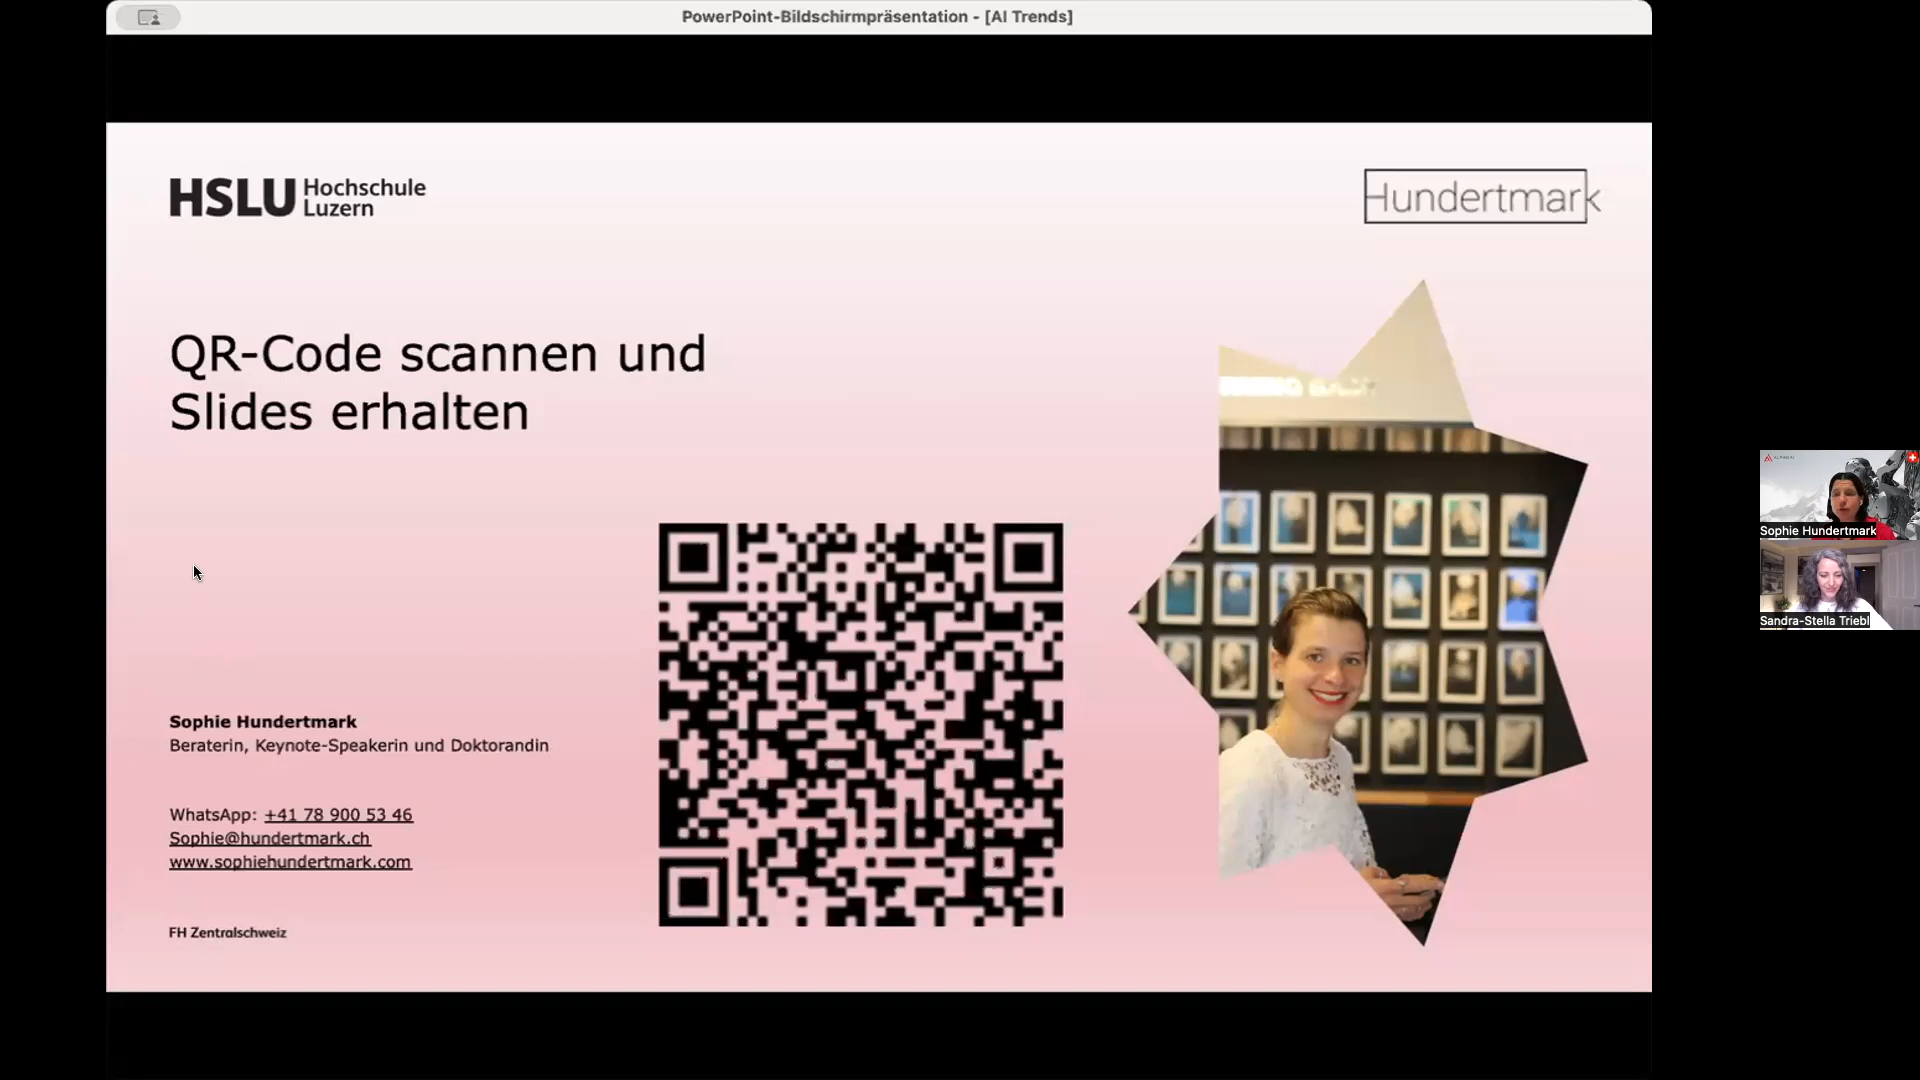 PowerPoint-Bildschirmpräsentation - [AI Trends]
HSLU Hochschule
Luzern
Hundertmark
QR-Code scannen und
Slides erhalten
Sophie Hundertmark
Beraterin, Keynote-Speakerin und Doktorandin
WhatsApp: +41 78 900 53 46
Sophie@hundertmark.ch
www.sophiehundertmark.com
FH Zentralschweiz
Sophie Hundertmark
Sandra-Stella Triebl